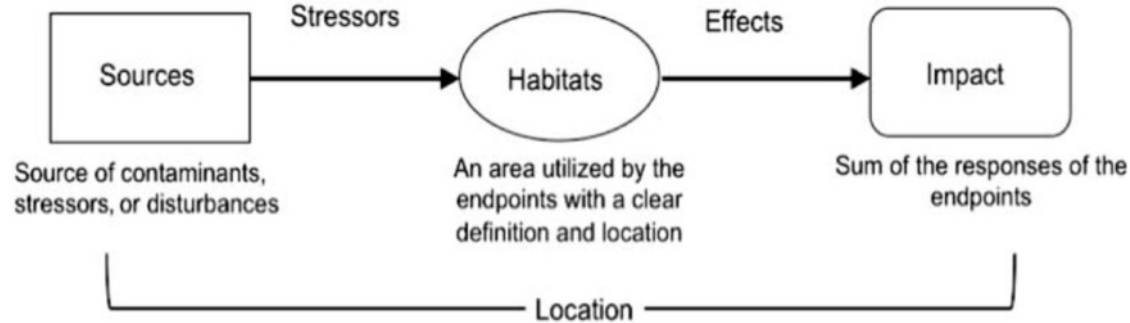 Stressors
Effects
Sources
Habitats
Impact
Source of contaminants,
stressors, or disturbances
An area utilized by the
endpoints with a clear
definition and location
Sum of the responses of the
endpoints
Location